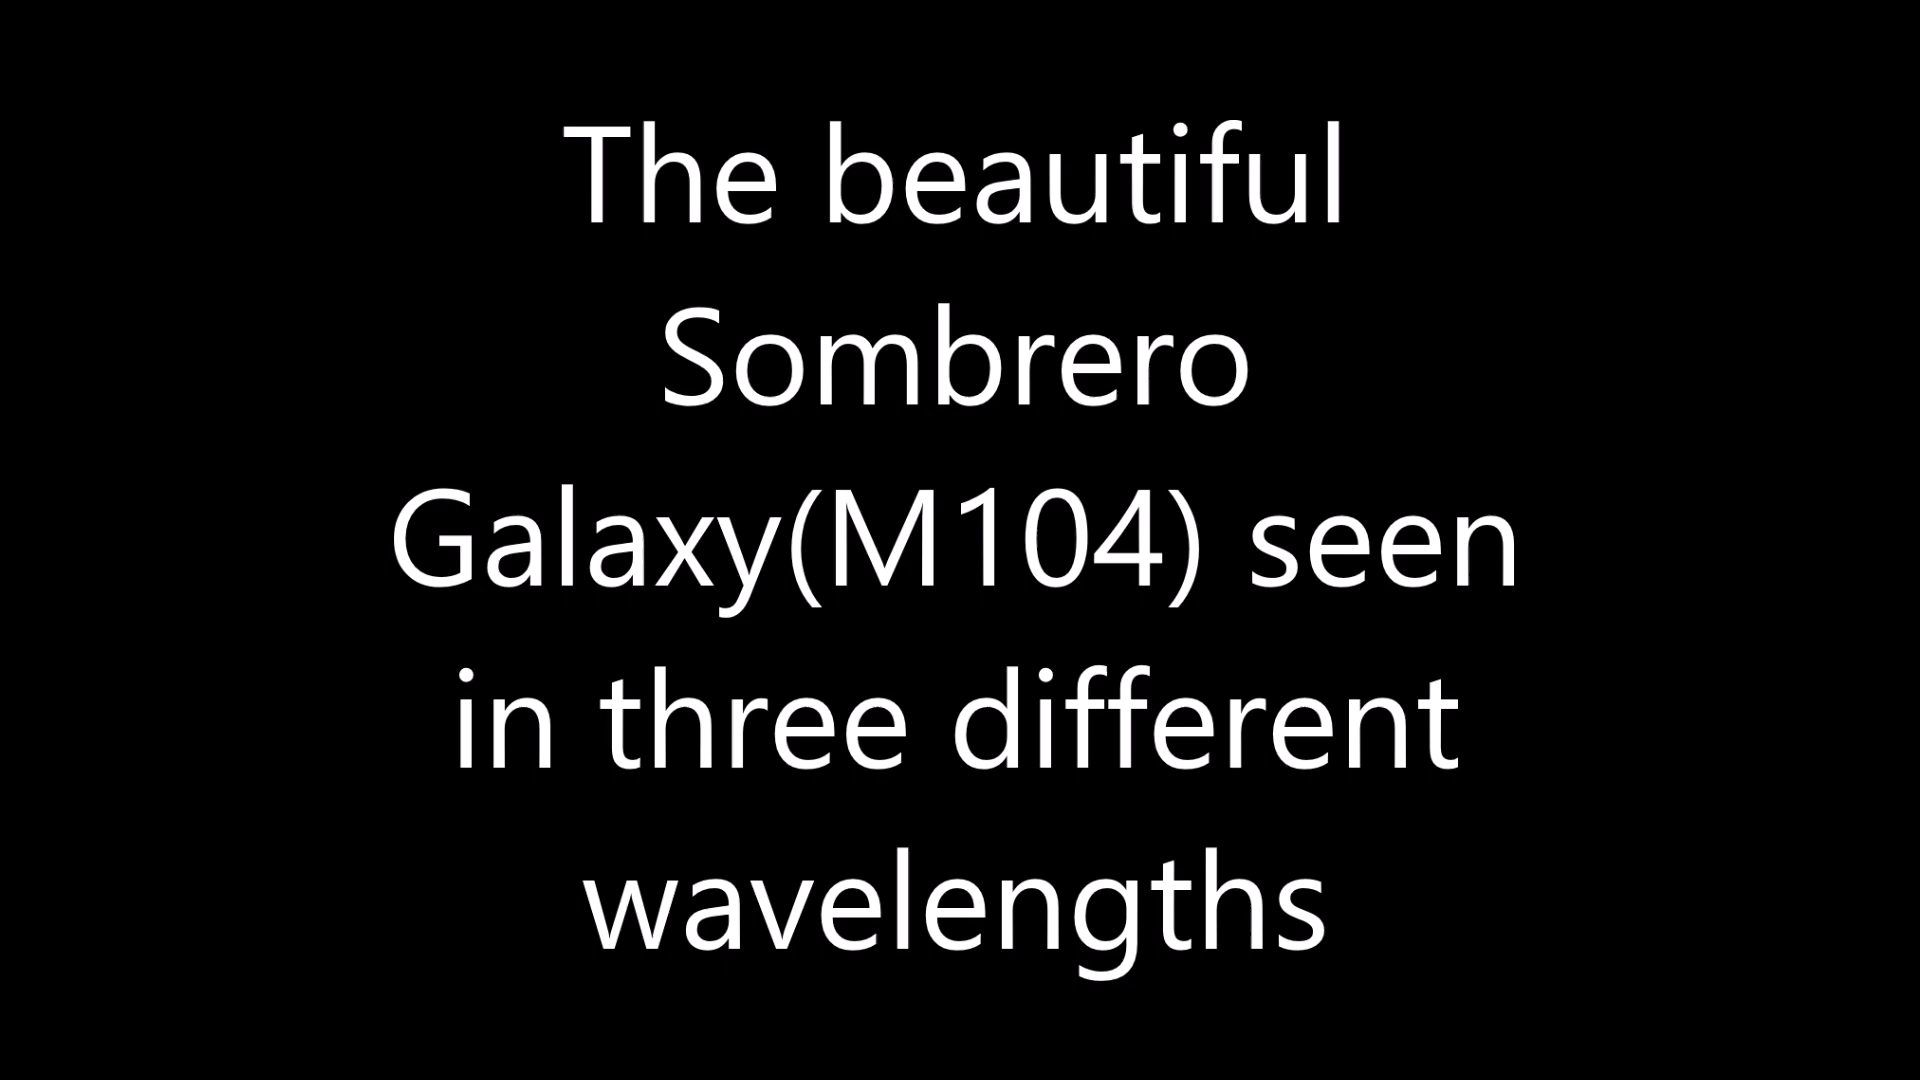 The beautiful
Sombrero
Galaxy(M104) seen
in three different
wavelengths